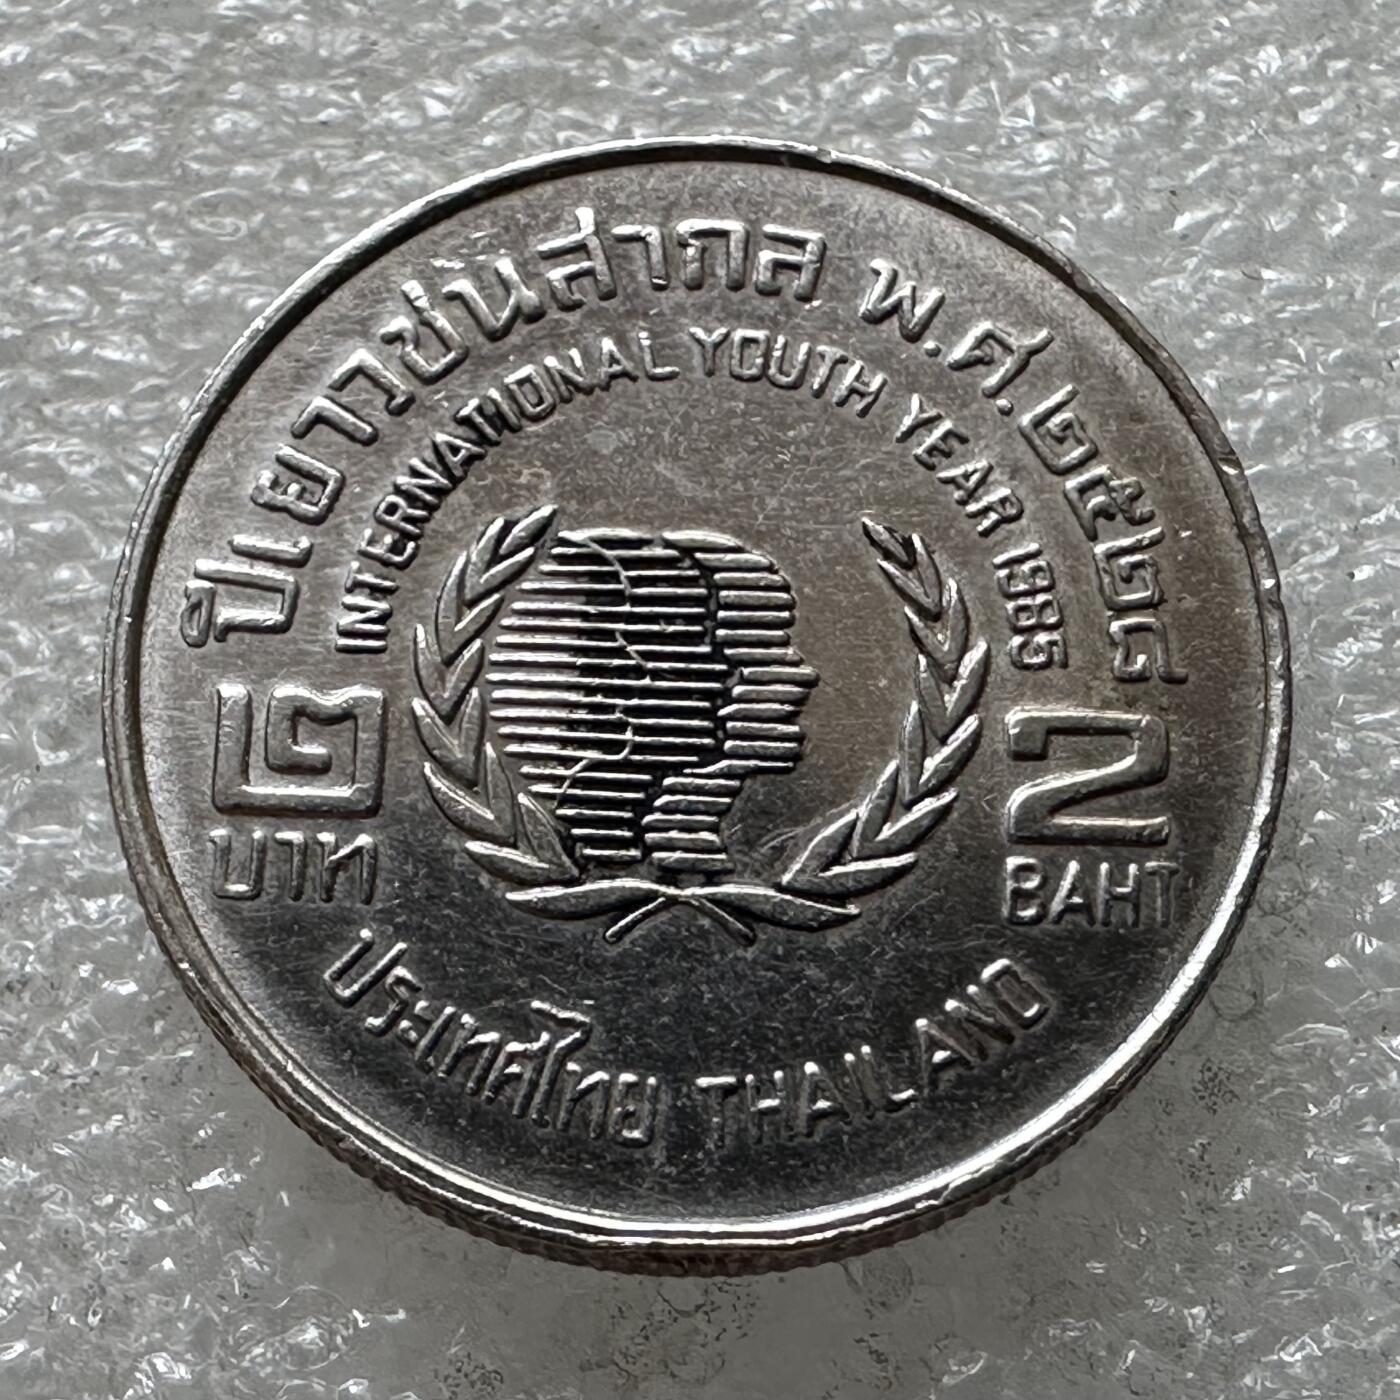 ปีเยาวชนสากล พ.ศ.๒๕๒๘
INTERNATIONAL YOUTH YEAR 1985
๒
บาท
2
BAHT
ประเทศไทย THAILAND